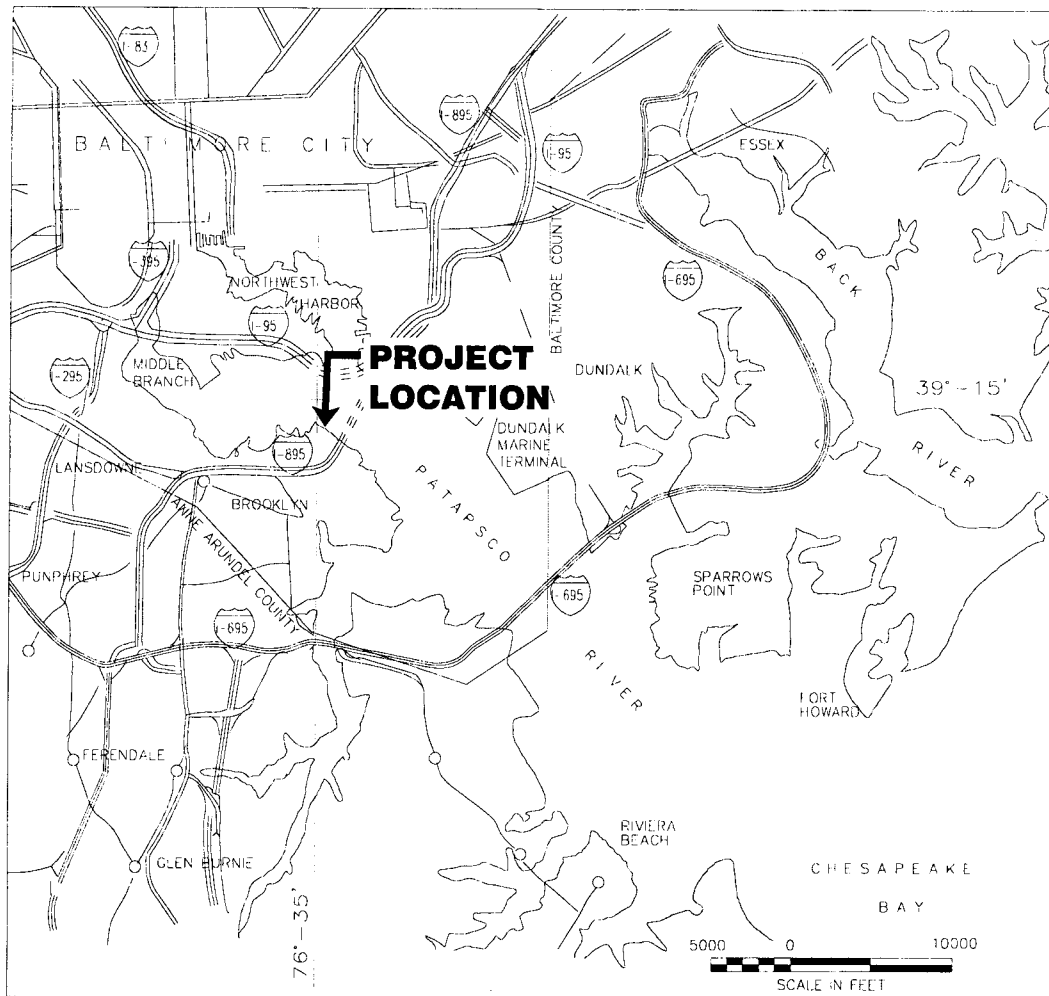 I-83
I-895
BALTIMORE CITY
I-95
ESSEX
BALTIMORE COUNTY
I-395
BACK
I-695
NORTHWEST
HARBOR
I-95
PROJECT
LOCATION
MIDDLE
BRANCH
I-295
DUNDALK
39°-15'
DUNDALK
MARINE
TERMINAL
I-895
LANSDOWNE
RIVER
BROOKLYN
PATAPSCO
ANNE ARUNDEL COUNTY
PUNPHREY
SPARROWS
POINT
I-695
I-695
RIVER
FORT
HOWARD
FERENDALE
RIVIERA
BEACH
GLEN BURNIE
CHESAPEAKE
BAY
76°-35'
5000 0 10000
SCALE IN FEET